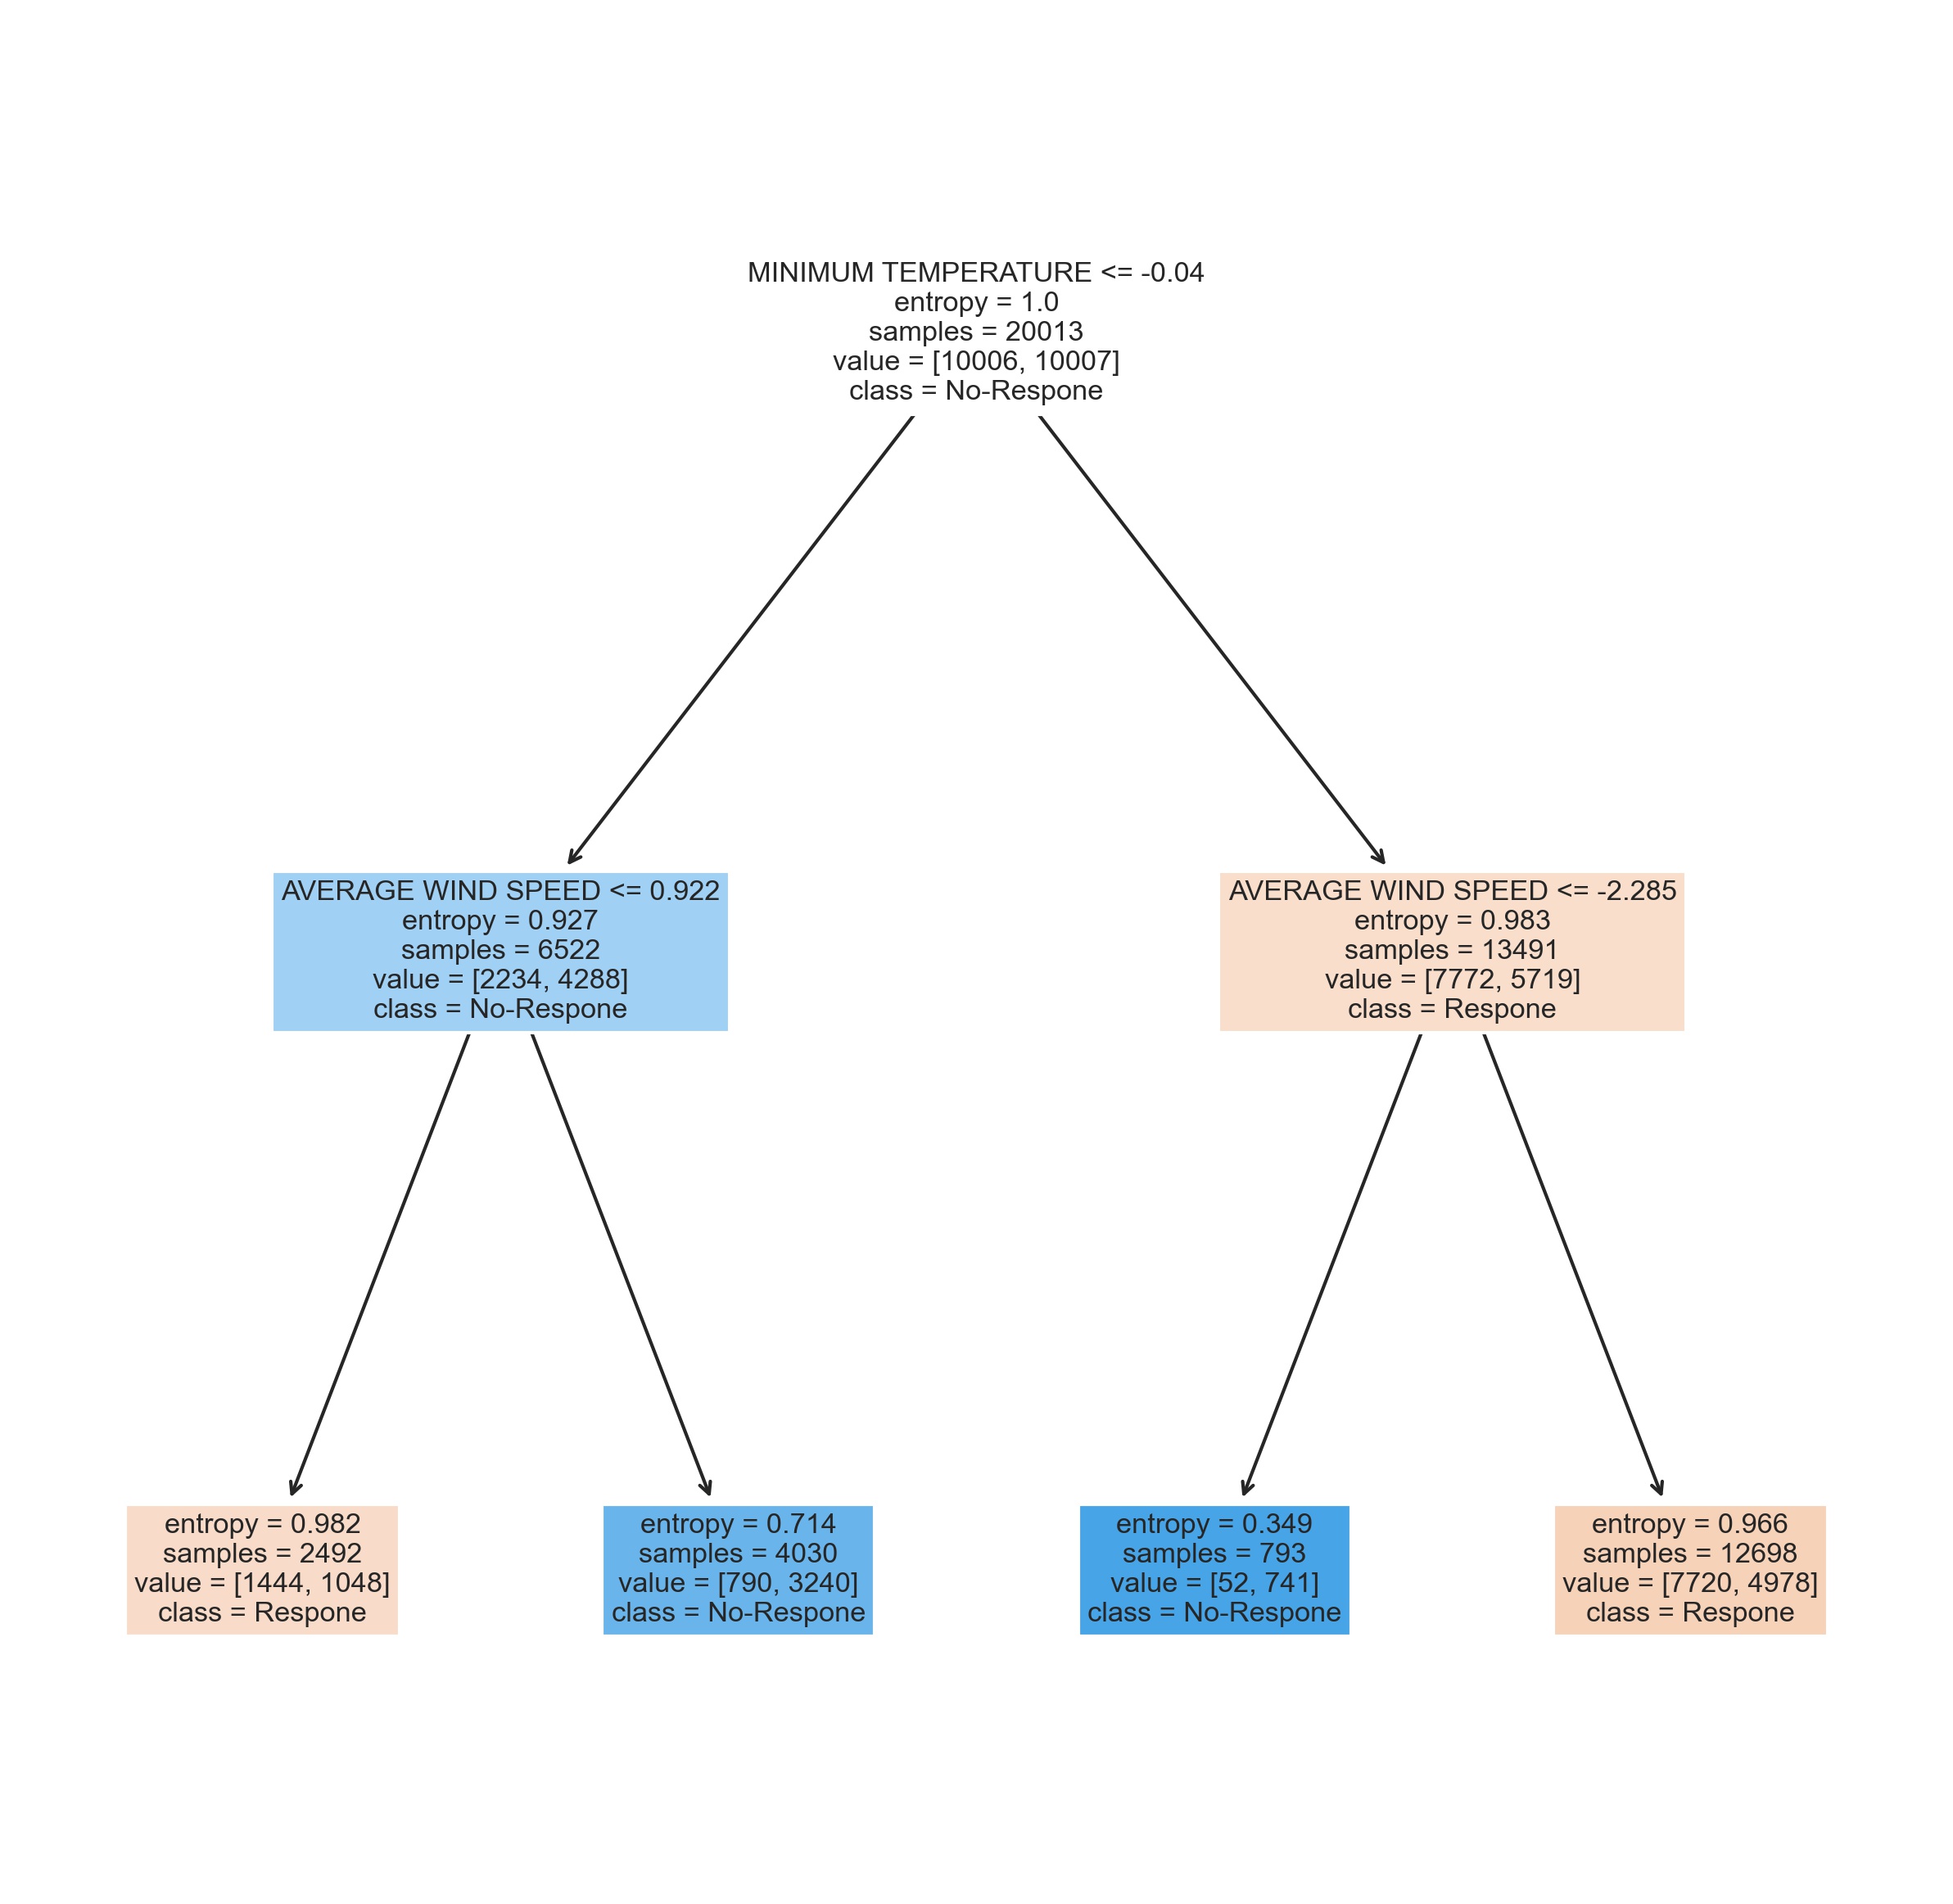 MINIMUM TEMPERATURE <= -0.04
entropy = 1.0
samples = 20013
value = [10006, 10007]
class = No-Respone
AVERAGE WIND SPEED <= 0.922
entropy = 0.927
samples = 6522
value = [2234, 4288]
class = No-Respone
AVERAGE WIND SPEED <= -2.285
entropy = 0.983
samples = 13491
value = [7772, 5719]
class = Respone
entropy = 0.982
samples = 2492
value = [1444, 1048]
class = Respone
entropy = 0.714
samples = 4030
value = [790, 3240]
class = No-Respone
entropy = 0.349
samples = 793
value = [52, 741]
class = No-Respone
entropy = 0.966
samples = 12698
value = [7720, 4978]
class = Respone